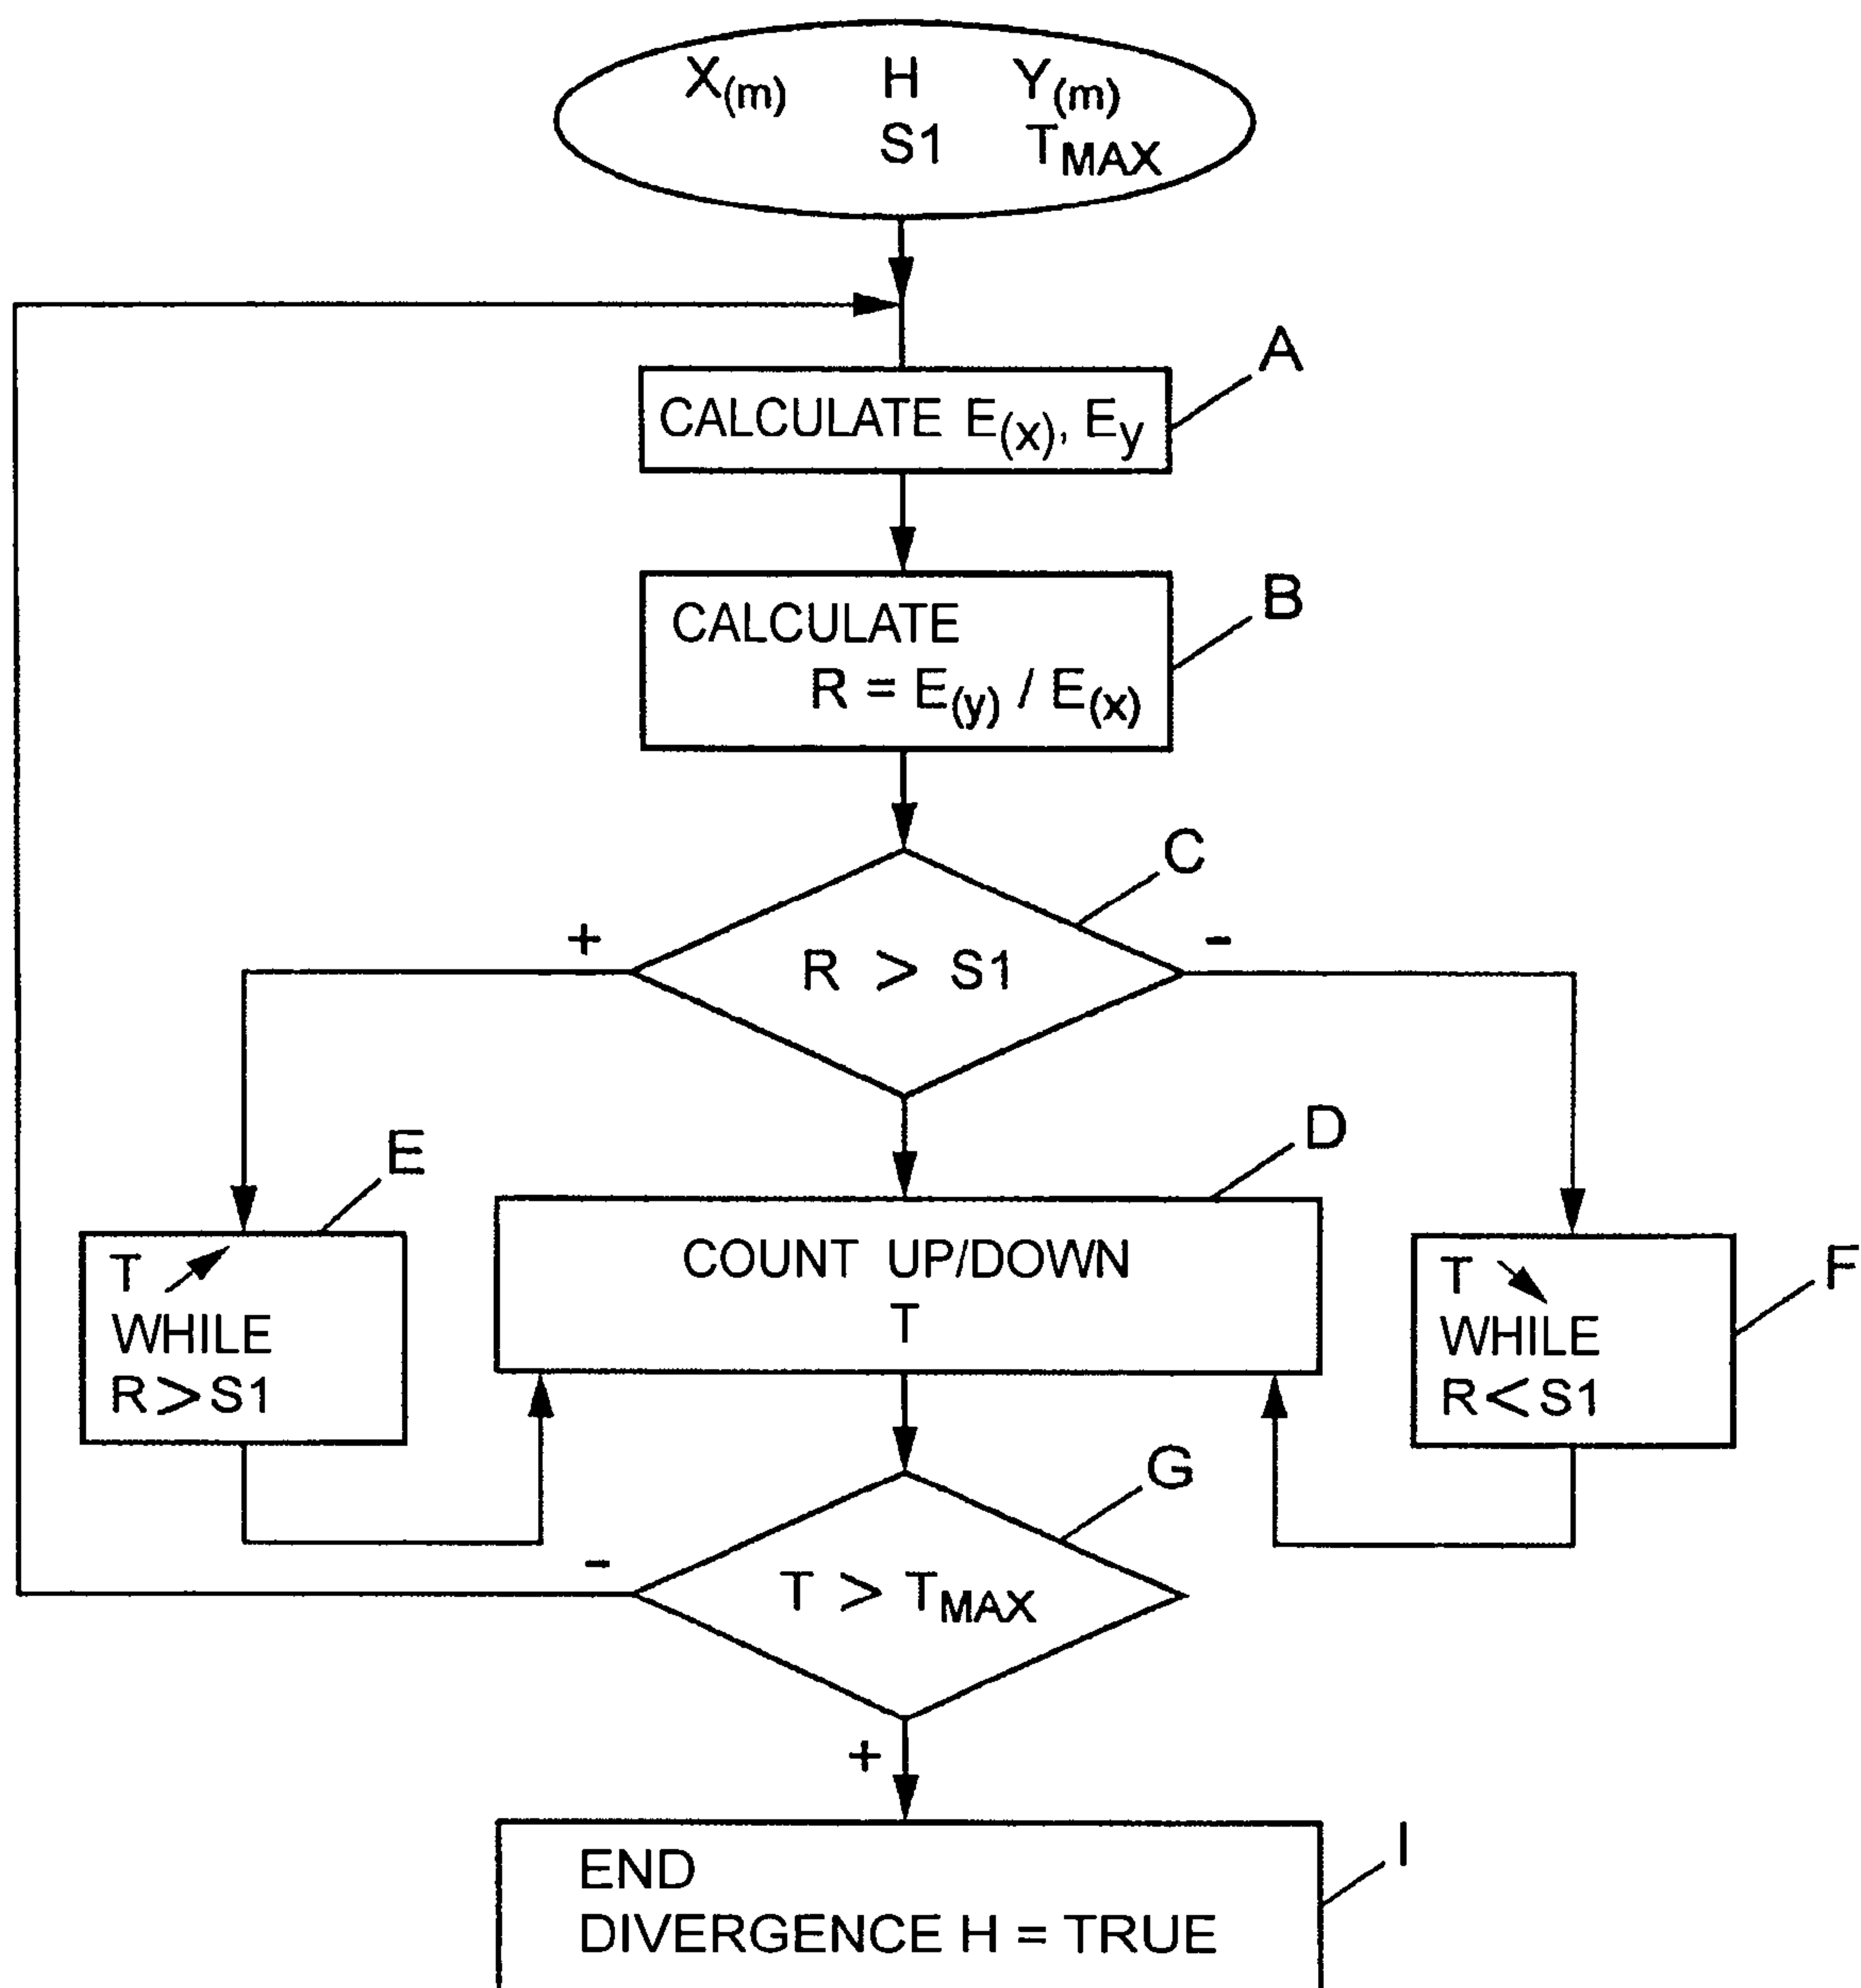 X(m) H Y(m)
S1 TMAX
A
CALCULATE E(x), Ey
B
CALCULATE
R = E(y) / E(x)
C
+
-
R > S1
D
E
F
COUNT UP/DOWN
T
T
WHILE
R > S1
T
WHILE
R < S1
G
-
T > TMAX
+
I
END
DIVERGENCE H = TRUE